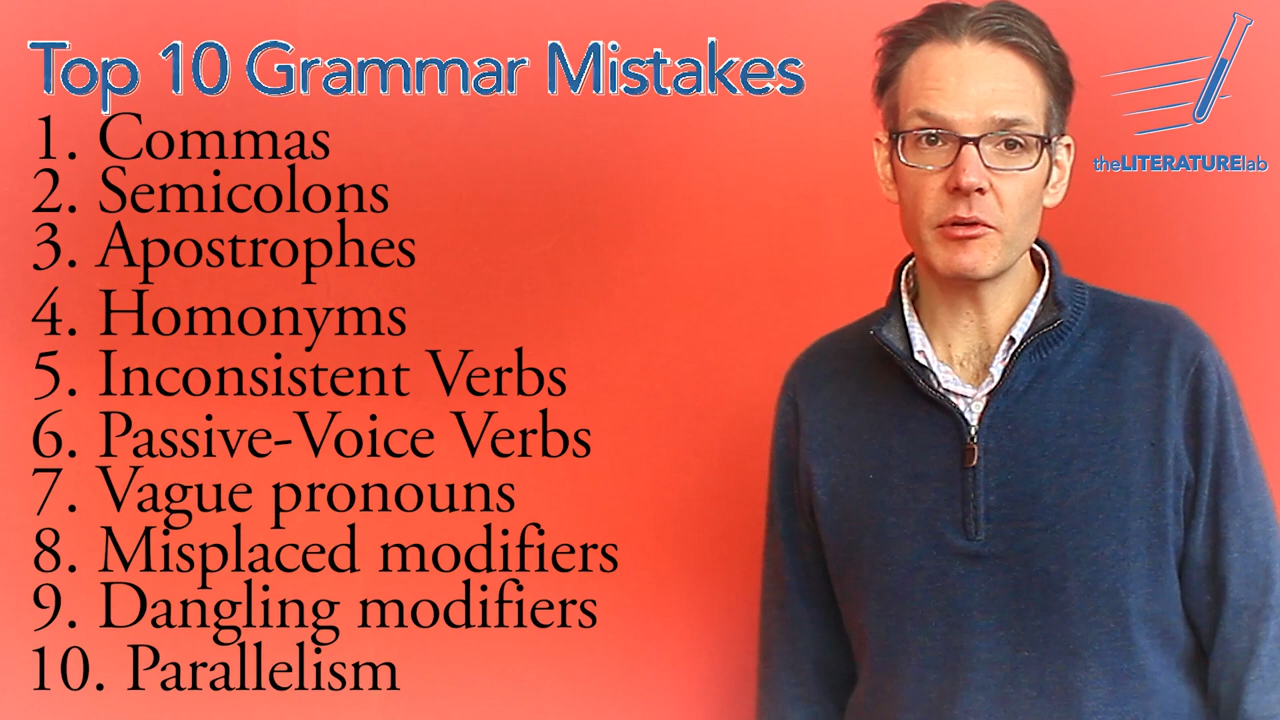 Top 10 Grammar Mistakes
1. Commas
2. Semicolons
3. Apostrophes
4. Homonyms
5. Inconsistent Verbs
6. Passive-Voice Verbs
7. Vague pronouns
8. Misplaced modifiers
9. Dangling modifiers
10. Parallelism
theLITERATURElab